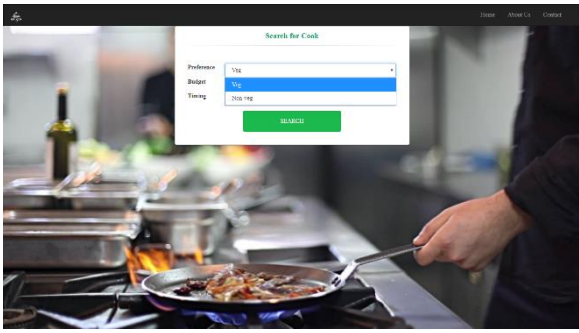 Home About Us Contact
Search for Cook
Preference Veg
Budget Veg
Timing Non veg
SEARCH